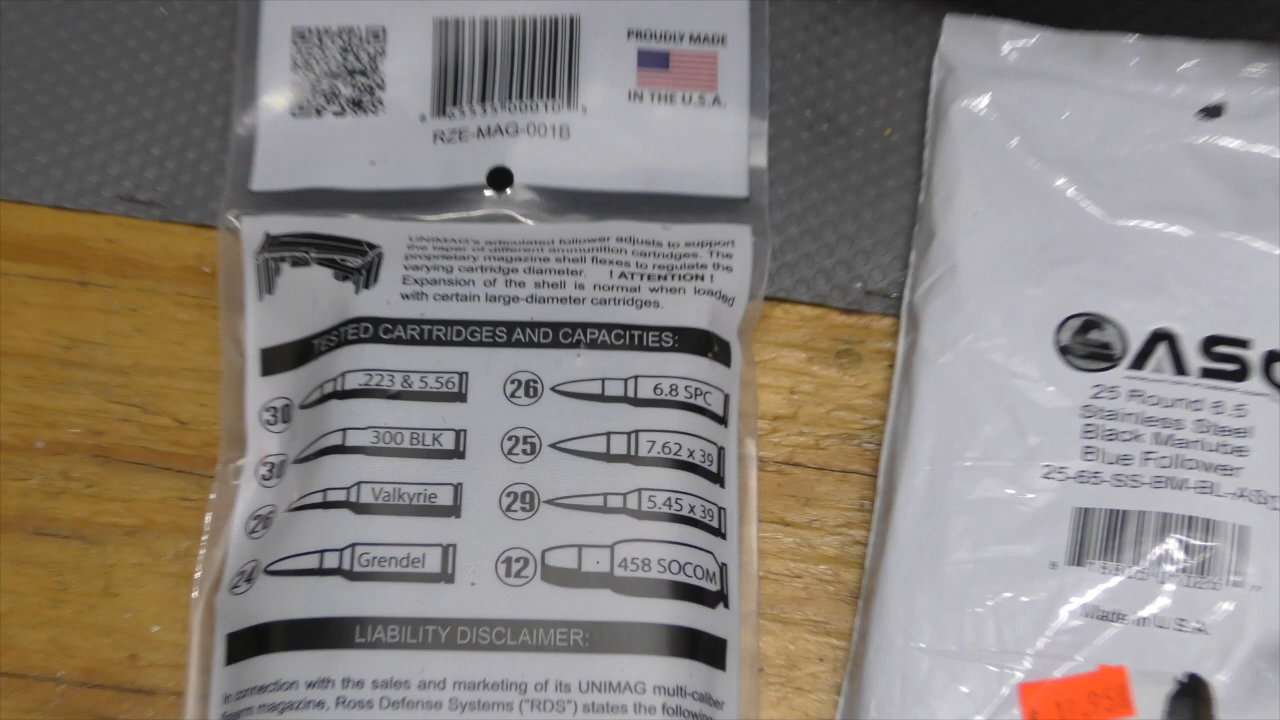 PROUDLY MADE
IN THE U.S.A.
RZE-MAG-001B
UNIMAG's articulated follower adjusts to support
the taper of different ammunition cartridges. The
proprietary magazine shell flexes to regulate the
varying cartridge diameter. ! ATTENTION !
Expansion of the shell is normal when loaded
with certain large-diameter cartridges.
TESTED CARTRIDGES AND CAPACITIES:
30 .223 & 5.56
30 300 BLK
26 Valkyrie
24 Grendel
26 6.8 SPC
25 7.62 x 39
29 5.45 x 39
12 458 SOCOM
LIABILITY DISCLAIMER:
In connection with the sales and marketing of its UNIMAG multi-caliber
firearm magazine, Ross Defense Systems ("RDS") states the following
ASC
25 Round 6.5
Stainless Steel
Black Marlube
Blue Follower
25-65-SS-BM-BL-ASC
Made in U.S.A.